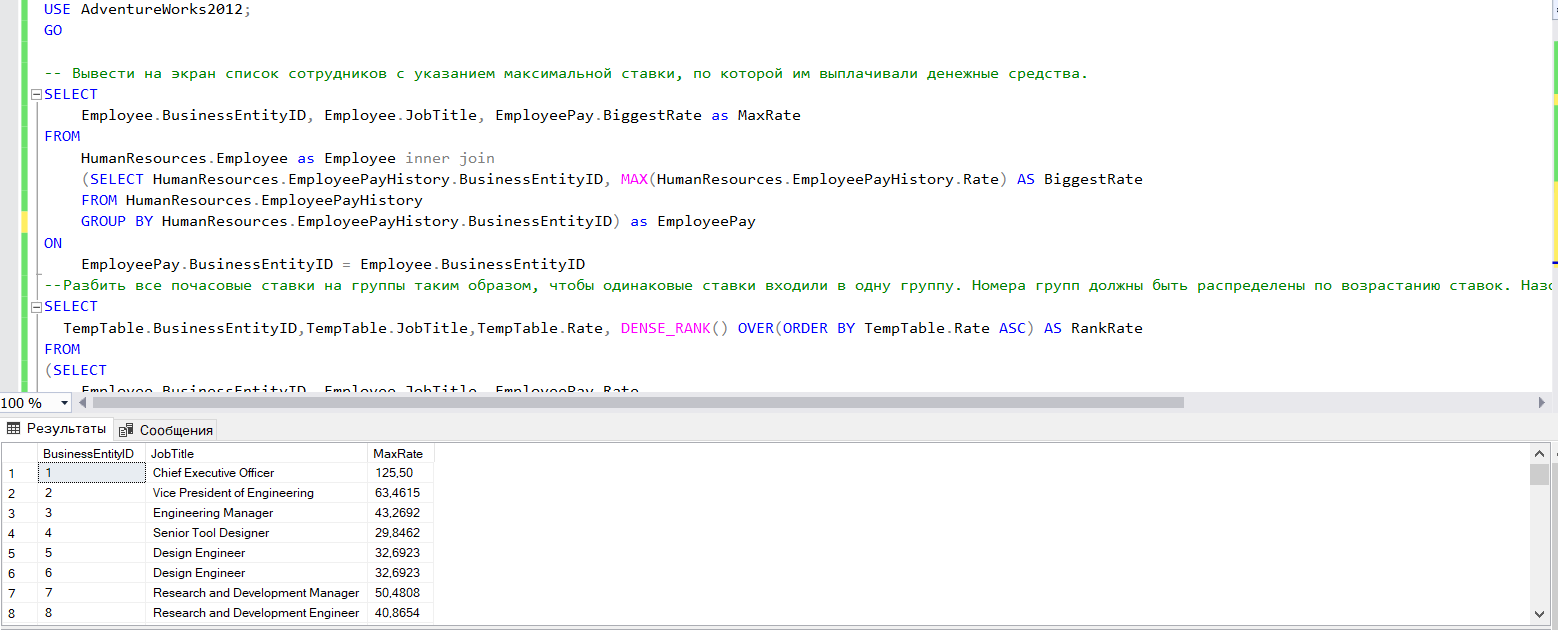 USE AdventureWorks2012;
GO
-- Вывести на экран список сотрудников с указанием максимальной ставки, по которой им выплачивали денежные средства.
SELECT
Employee.BusinessEntityID, Employee.JobTitle, EmployeePay.BiggestRate as MaxRate
FROM
HumanResources.Employee as Employee inner join
(SELECT HumanResources.EmployeePayHistory.BusinessEntityID, MAX(HumanResources.EmployeePayHistory.Rate) AS BiggestRate
FROM HumanResources.EmployeePayHistory
GROUP BY HumanResources.EmployeePayHistory.BusinessEntityID) as EmployeePay
ON
EmployeePay.BusinessEntityID = Employee.BusinessEntityID
--Разбить все почасовые ставки на группы таким образом, чтобы одинаковые ставки входили в одну группу. Номера групп должны быть распределены по возрастанию ставок.
SELECT
TempTable.BusinessEntityID,TempTable.JobTitle,TempTable.Rate, DENSE_RANK() OVER(ORDER BY TempTable.Rate ASC) AS RankRate
FROM
(SELECT
Employee.BusinessEntityID, Employee.JobTitle, EmployeePay.Rate
100 %
Результаты Сообщения
BusinessEntityID JobTitle MaxRate
1 1 Chief Executive Officer 125,50
2 2 Vice President of Engineering 63,4615
3 3 Engineering Manager 43,2692
4 4 Senior Tool Designer 29,8462
5 5 Design Engineer 32,6923
6 6 Design Engineer 32,6923
7 7 Research and Development Manager 50,4808
8 8 Research and Development Engineer 40,8654